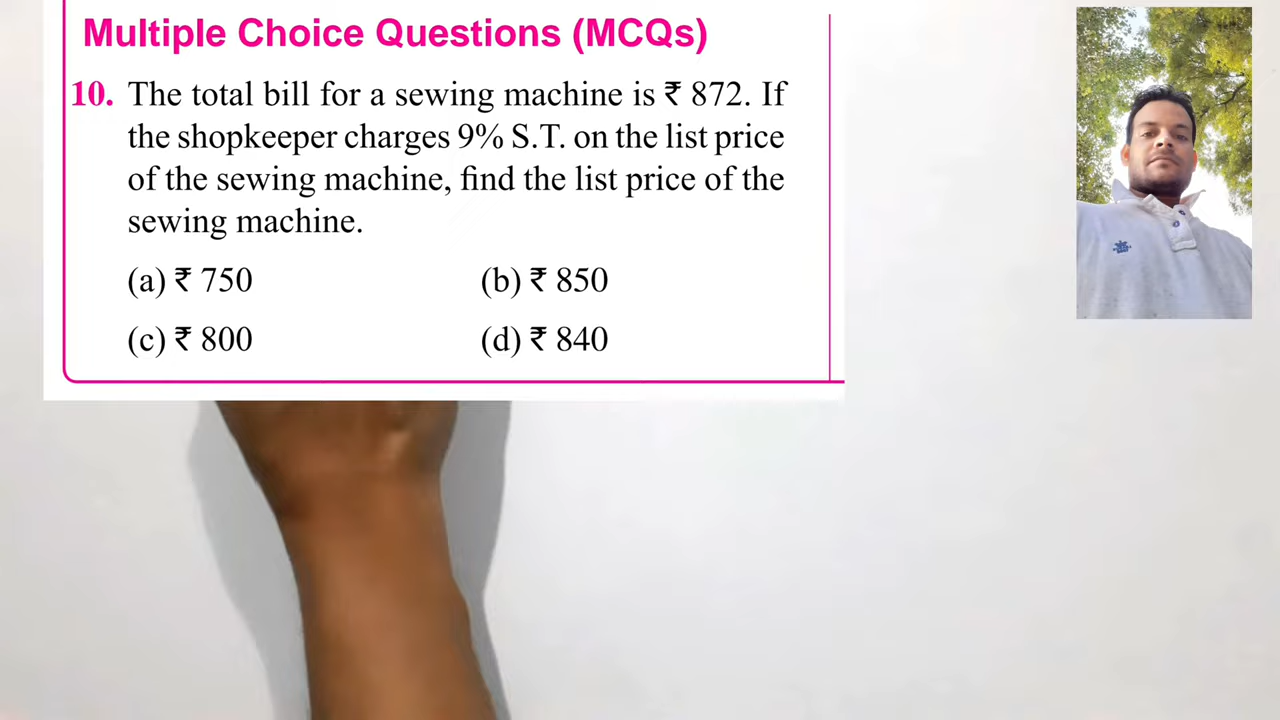 Multiple Choice Questions (MCQs)
10. The total bill for a sewing machine is ₹ 872. If
the shopkeeper charges 9% S.T. on the list price
of the sewing machine, find the list price of the
sewing machine.
(a) ₹ 750 (b) ₹ 850
(c) ₹ 800 (d) ₹ 840